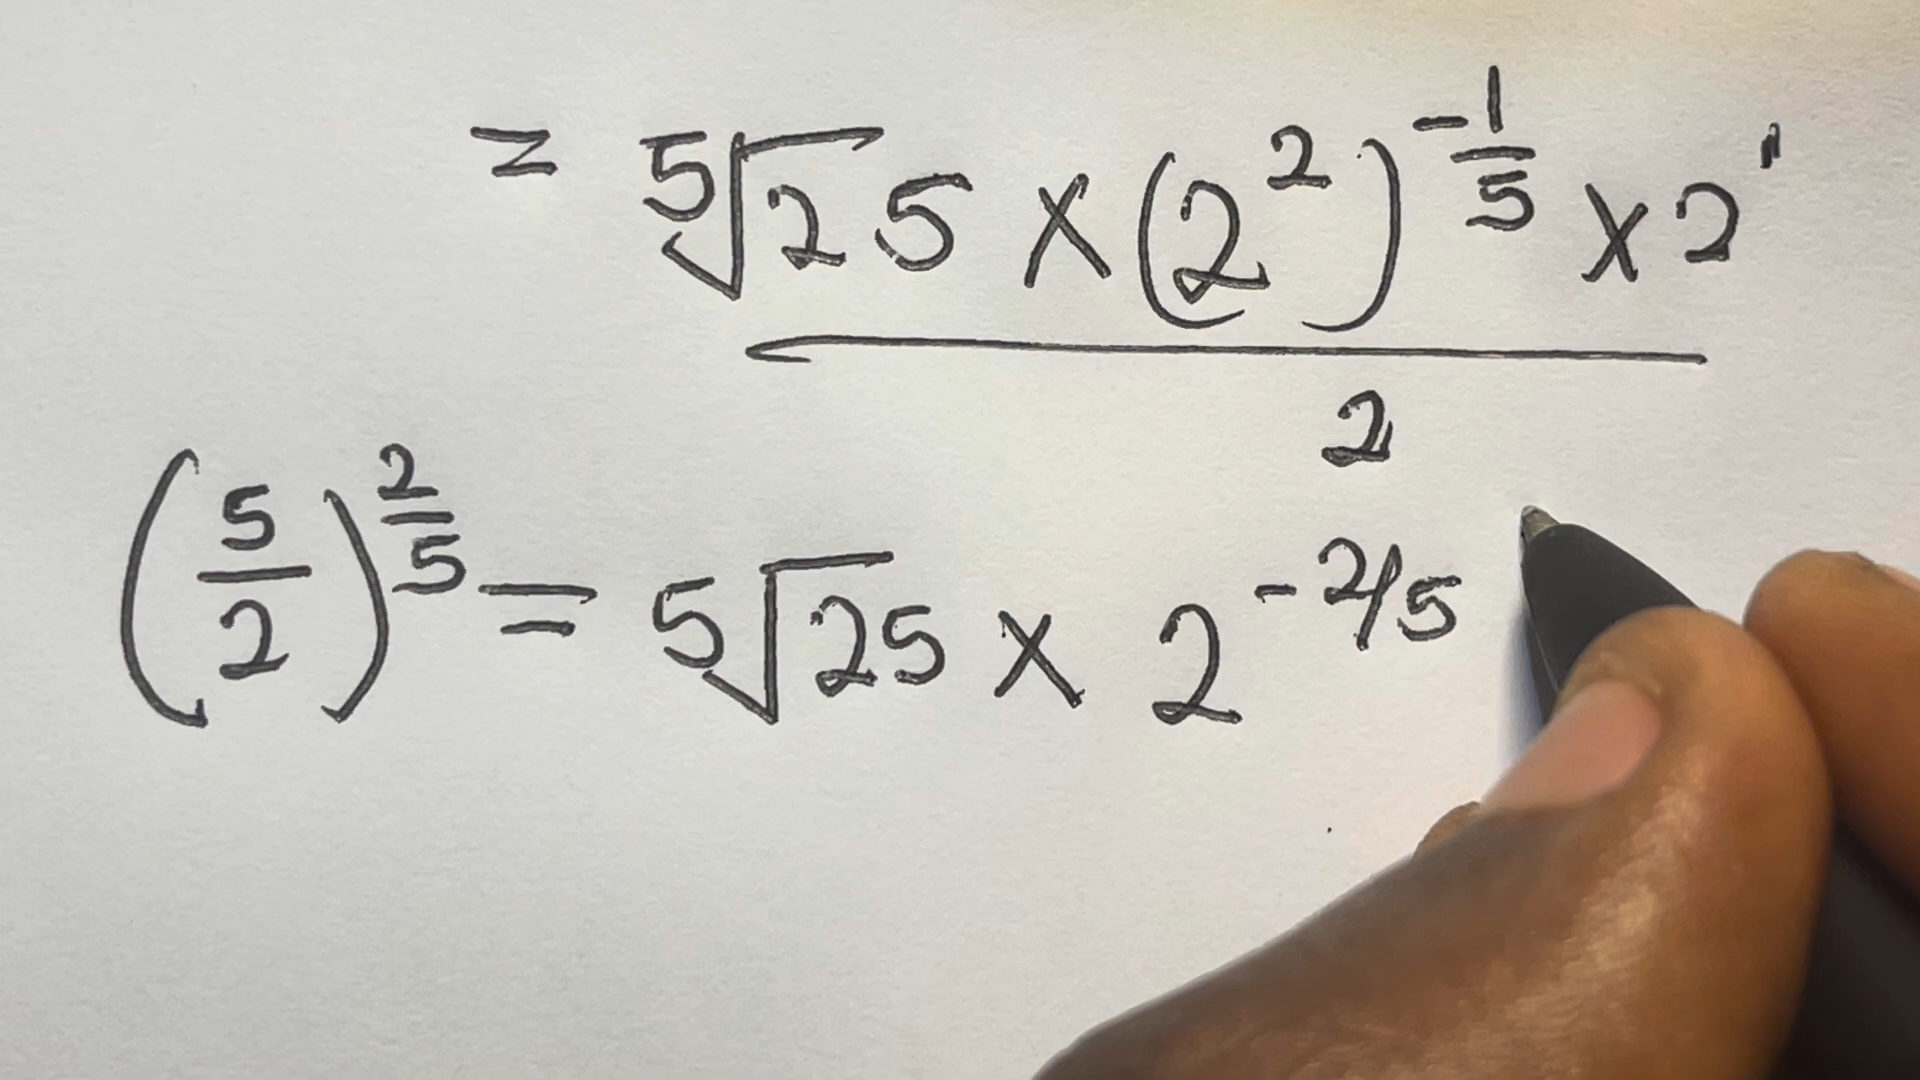 = ⁵√25 × (2²)^-1/5 × 2¹
2
(5/2)^2/5 = ⁵√25 × 2^-2/5